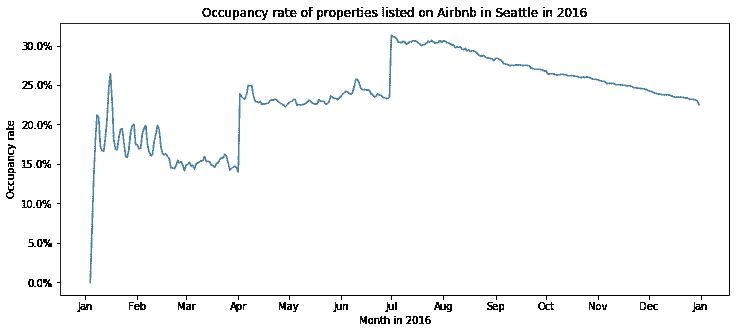 Occupancy rate of properties listed on Airbnb in Seattle in 2016
30.0%
25.0%
20.0%
15.0%
10.0%
5.0%
0.0%
Occupancy rate
Jan Feb Mar Apr May Jun Jul Aug Sep Oct Nov Dec Jan
Month in 2016